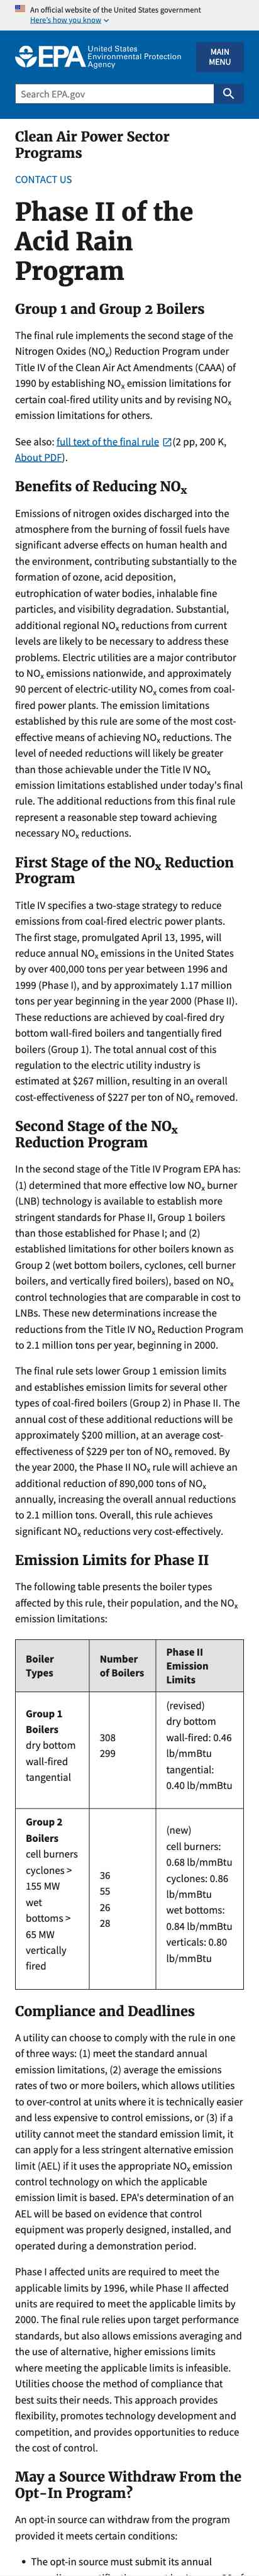 An official website of the United States government
Here's how you know
EPA United States
Environmental Protection
Agency
MAIN
MENU
Search EPA.gov
Clean Air Power Sector
Programs
CONTACT US
Phase II of the
Acid Rain
Program
Group 1 and Group 2 Boilers
The final rule implements the second stage of the
Nitrogen Oxides (NOx) Reduction Program under
Title IV of the Clean Air Act Amendments (CAAA) of
1990 by establishing NOx emission limitations for
certain coal-fired utility units and by revising NOx
emission limitations for others.
See also: full text of the final rule (2 pp, 200 K,
About PDF).
Benefits of Reducing NOx
Emissions of nitrogen oxides discharged into the
atmosphere from the burning of fossil fuels have
significant adverse effects on human health and
the environment, contributing substantially to the
formation of ozone, acid deposition,
eutrophication of water bodies, inhalable fine
particles, and visibility degradation. Substantial,
additional regional NOx reductions from current
levels are likely to be necessary to address these
problems. Electric utilities are a major contributor
to NOx emissions nationwide, and approximately
90 percent of electric-utility NOx comes from coal-
fired power plants. The emission limitations
established by this rule are some of the most cost-
effective means of achieving NOx reductions. The
level of needed reductions will likely be greater
than those achievable under the Title IV NOx
emission limitations established under today's final
rule. The additional reductions from this final rule
represent a reasonable step toward achieving
necessary NOx reductions.
First Stage of the NOx Reduction
Program
Title IV specifies a two-stage strategy to reduce
emissions from coal-fired electric power plants.
The first stage, promulgated April 13, 1995, will
reduce annual NOx emissions in the United States
by over 400,000 tons per year between 1996 and
1999 (Phase I), and by approximately 1.17 million
tons per year beginning in the year 2000 (Phase II).
These reductions are achieved by coal-fired dry
bottom wall-fired boilers and tangentially fired
boilers (Group 1). The total annual cost of this
regulation to the electric utility industry is
estimated at $267 million, resulting in an overall
cost-effectiveness of $227 per ton of NOx removed.
Second Stage of the NOx
Reduction Program
In the second stage of the Title IV Program EPA has:
(1) determined that more effective low NOx burner
(LNB) technology is available to establish more
stringent standards for Phase II, Group 1 boilers
than those established for Phase I; and (2)
established limitations for other boilers known as
Group 2 (wet bottom boilers, cyclones, cell burner
boilers, and vertically fired boilers), based on NOx
control technologies that are comparable in cost to
LNBs. These new determinations increase the
reductions from the Title IV NOx Reduction Program
to 2.1 million tons per year, beginning in 2000.
The final rule sets lower Group 1 emission limits
and establishes emission limits for several other
types of coal-fired boilers (Group 2) in Phase II. The
annual cost of these additional reductions will be
approximately $200 million, at an average cost-
effectiveness of $229 per ton of NOx removed. By
the year 2000, the Phase II NOx rule will achieve an
additional reduction of 890,000 tons of NOx
annually, increasing the overall annual reductions
to 2.1 million tons. Overall, this rule achieves
significant NOx reductions very cost-effectively.
Emission Limits for Phase II
The following table presents the boiler types
affected by this rule, their population, and the NOx
emission limitations:
Boiler
Types
Number
of Boilers
Phase II
Emission
Limits
Group 1
Boilers
dry bottom
wall-fired
tangential
308
299
(revised)
dry bottom
wall-fired: 0.46
lb/mmBtu
tangential:
0.40 lb/mmBtu
Group 2
Boilers
cell burners
cyclones >
155 MW
wet
bottoms >
65 MW
vertically
fired
36
55
26
28
(new)
cell burners:
0.68 lb/mmBtu
cyclones: 0.86
lb/mmBtu
wet bottoms:
0.84 lb/mmBtu
verticals: 0.80
lb/mmBtu
Compliance and Deadlines
A utility can choose to comply with the rule in one
of three ways: (1) meet the standard annual
emission limitations, (2) average the emissions
rates of two or more boilers, which allows utilities
to over-control at units where it is technically easier
and less expensive to control emissions, or (3) if a
utility cannot meet the standard emission limit, it
can apply for a less stringent alternative emission
limit (AEL) if it uses the appropriate NOx emission
control technology on which the applicable
emission limit is based. EPA's determination of an
AEL will be based on evidence that control
equipment was properly designed, installed, and
operated during a demonstration period.
Phase I affected units are required to meet the
applicable limits by 1996, while Phase II affected
units are required to meet the applicable limits by
2000. The final rule relies upon target performance
standards, but also allows emissions averaging and
the use of alternative, higher emissions limits
where meeting the applicable limits is infeasible.
Utilities choose the method of compliance that
best suits their needs. This approach provides
flexibility, promotes technology development and
competition, and provides opportunities to reduce
the cost of control.
May a Source Withdraw From the
Opt-In Program?
An opt-in source can withdraw from the program
provided it meets certain conditions:
• The opt-in source must submit its annual